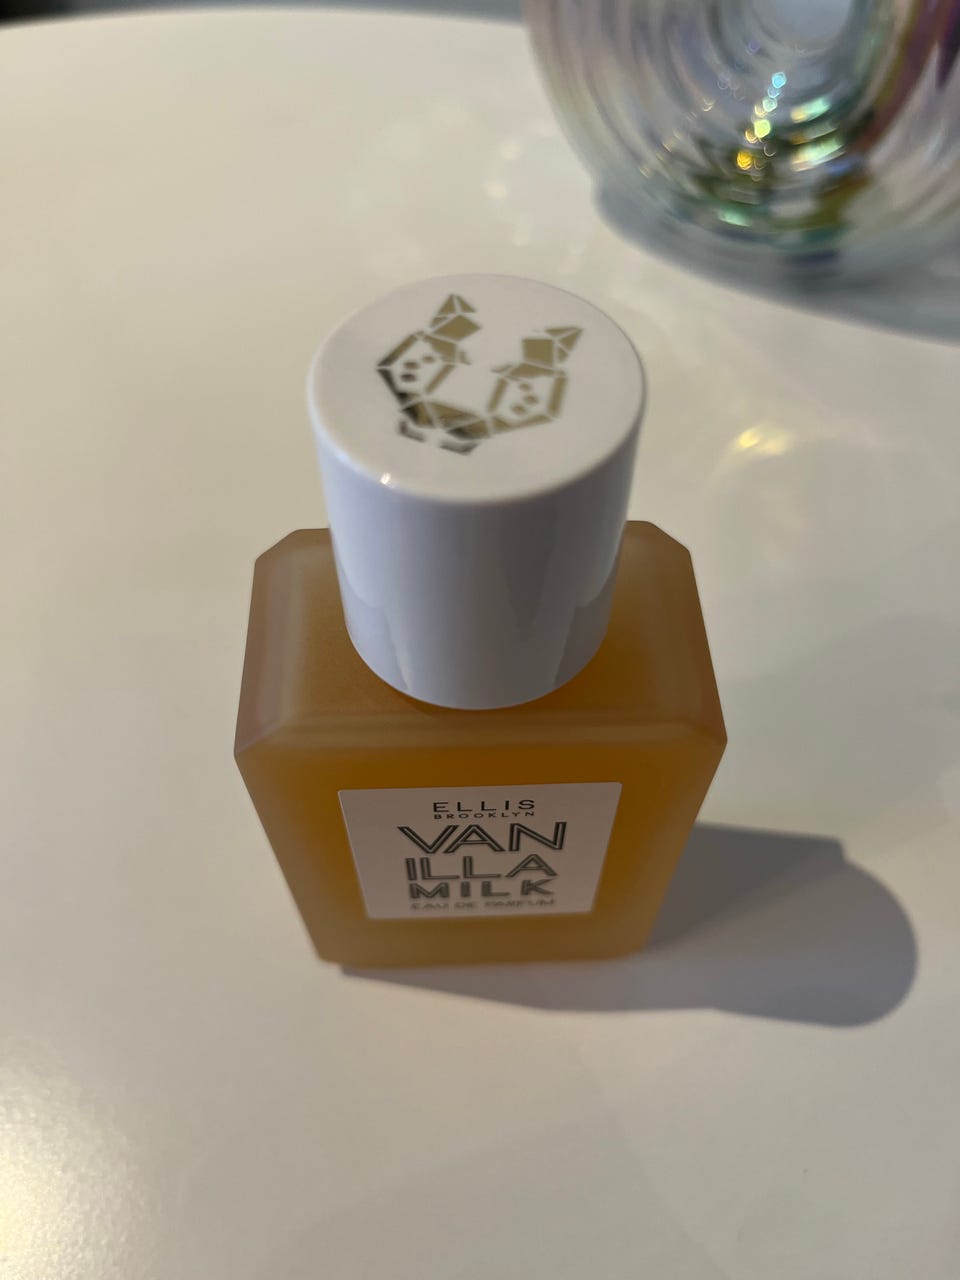 ELLIS
BROOKLYN
VAN
ILLA
MILK
EAU DE PARFUM